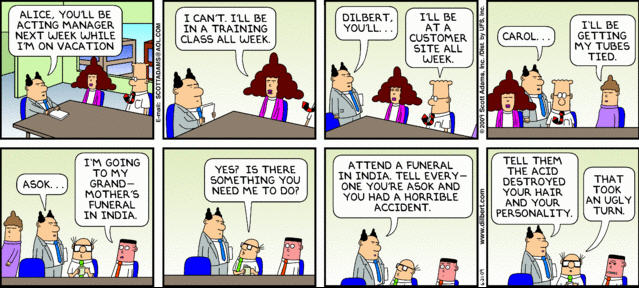 ALICE, YOU'LL BE
ACTING MANAGER
NEXT WEEK WHILE
I'M ON VACATION
E-mail: SCOTTADAMS@AOL.COM
I CAN'T. I'LL BE
IN A TRAINING
CLASS ALL WEEK.
DILBERT,
YOU'LL...
I'LL BE
AT A
CUSTOMER
SITE ALL
WEEK.
© 2009 Scott Adams, Inc./Dist. by UFS, Inc.
CAROL...
I'LL BE
GETTING
MY TUBES
TIED.
ASOK...
I'M GOING
TO MY
GRAND-
MOTHER'S
FUNERAL
IN INDIA.
YES? IS THERE
SOMETHING YOU
NEED ME TO DO?
ATTEND A FUNERAL
IN INDIA. TELL EVERY-
ONE YOU'RE ASOK AND
YOU HAD A HORRIBLE
ACCIDENT.
www.dilbert.com
6-21-09
TELL THEM
THE ACID
DESTROYED
YOUR HAIR
AND YOUR
PERSONALITY.
THAT
TOOK
AN UGLY
TURN.